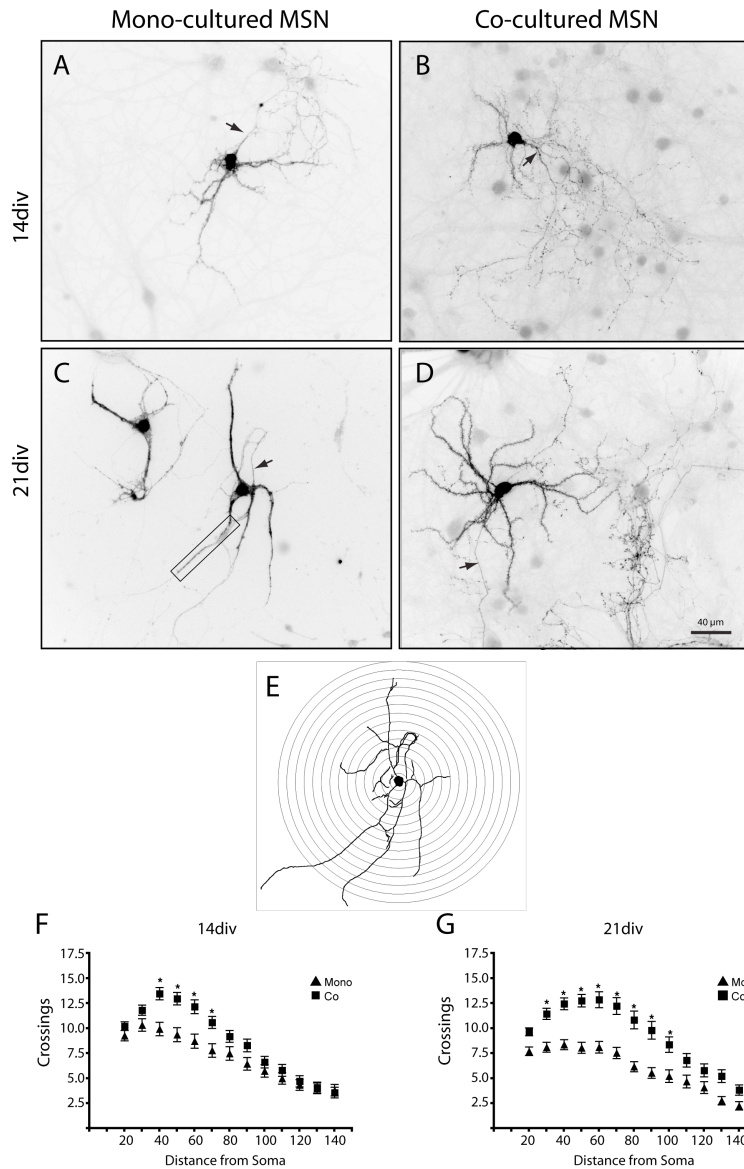 Mono-cultured MSN
Co-cultured MSN
A
B
14div
C
D
21div
40 µm
E
F
14div
G
21div
17.5
15.0
12.5
10.0
7.5
5.0
2.5
Crossings
Mono
Co
* * * *
20 40 60 80 100 120 140
Distance from Soma
17.5
15.0
12.5
10.0
7.5
5.0
2.5
Crossings
Co
* * * * * * * *
20 40 60 80 100 120 140
Distance from Soma